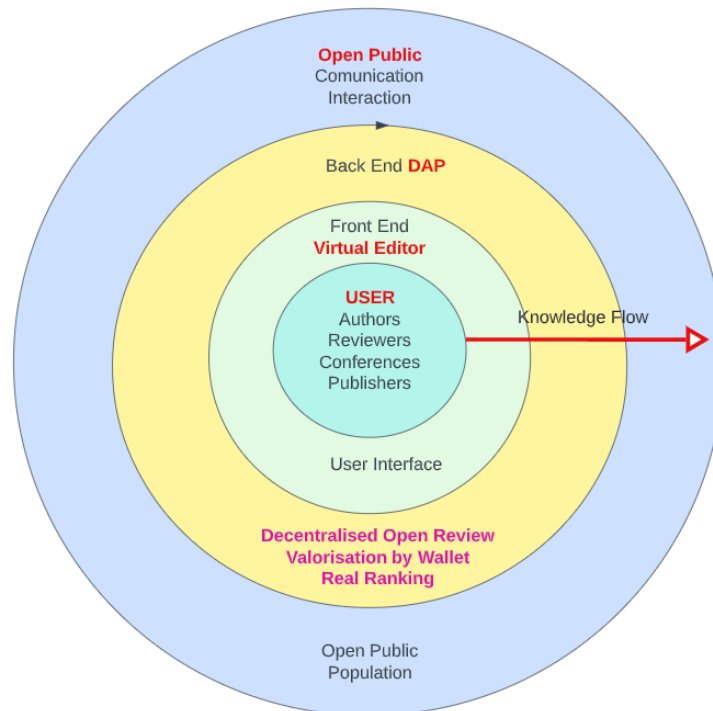 Open Public
Comunication
Interaction
Back End DAP
Front End
Virtual Editor
USER
Authors
Reviewers
Conferences
Publishers
Knowledge Flow
User Interface
Decentralised Open Review
Valorisation by Wallet
Real Ranking
Open Public
Population